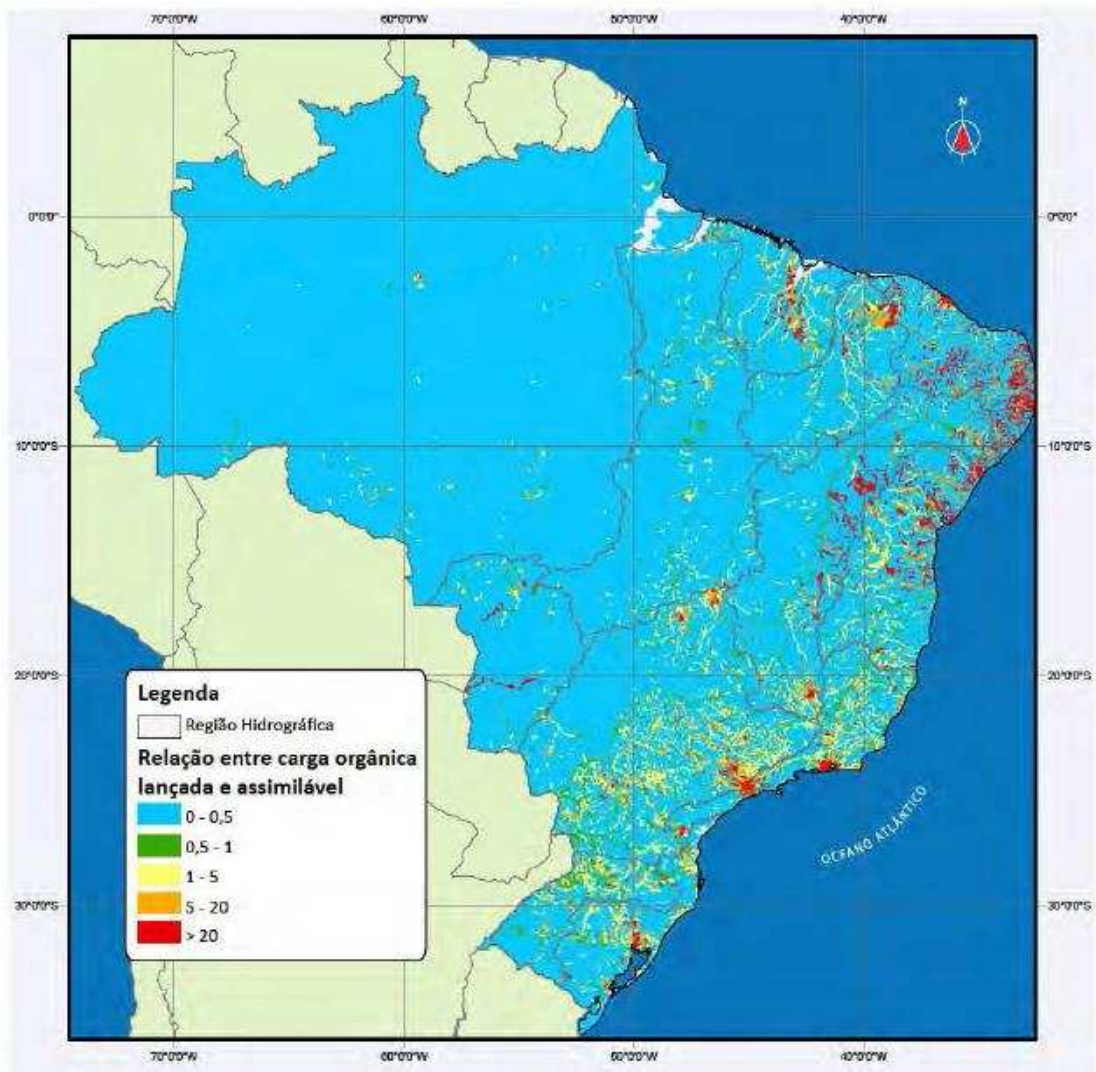 70°0'0"W 60°0'0"W 50°0'0"W 40°0'0"W
N
0°0'0" 0°0'0"
10°0'0"S 10°0'0"S
20°0'0"S 20°0'0"S
30°0'0"S 30°0'0"S
Legenda
Região Hidrográfica
Relação entre carga orgânica
lançada e assimilável
0 - 0,5
0,5 - 1
1 - 5
5 - 20
> 20
OCEANO ATLÂNTICO
70°0'0"W 60°0'0"W 50°0'0"W 40°0'0"W